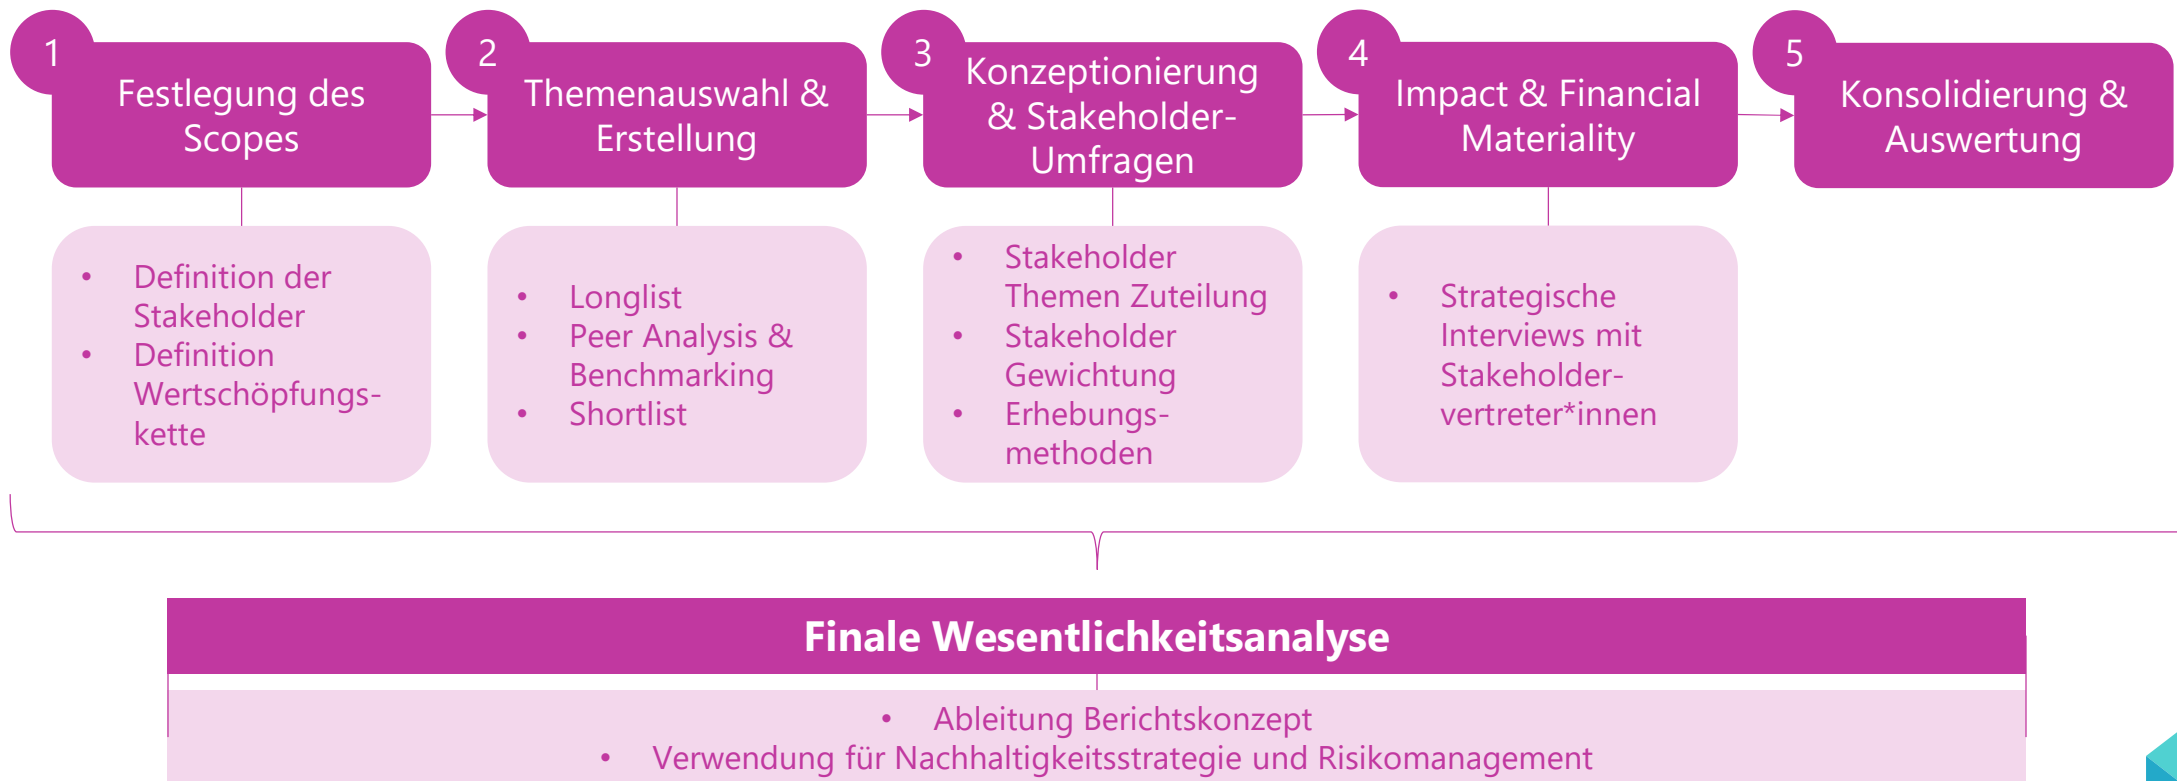 1
Festlegung des
Scopes
2
Themenauswahl &
Erstellung
3
Konzeptionierung
& Stakeholder-
Umfragen
4
Impact & Financial
Materiality
5
Konsolidierung &
Auswertung
• Definition der
Stakeholder
• Definition
Wertschöpfungs-
kette
• Longlist
• Peer Analysis &
Benchmarking
• Shortlist
• Stakeholder
Themen Zuteilung
• Stakeholder
Gewichtung
• Erhebungs-
methoden
• Strategische
Interviews mit
Stakeholder-
vertreter*innen
Finale Wesentlichkeitsanalyse
• Ableitung Berichtskonzept
• Verwendung für Nachhaltigkeitsstrategie und Risikomanagement